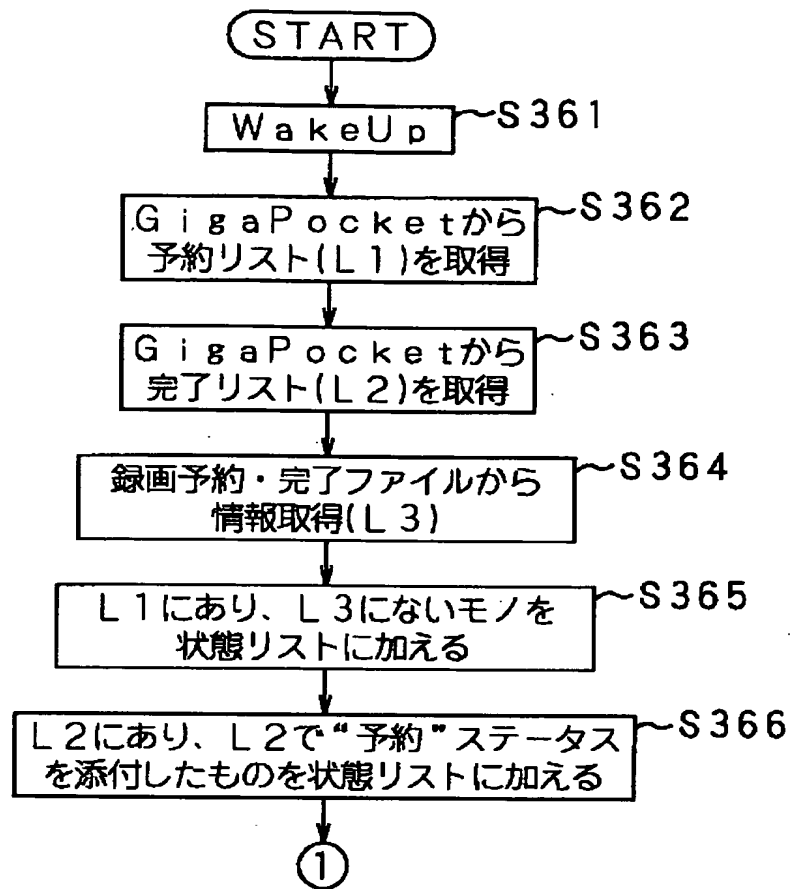 START
WakeUp
S361
GigaPocketから
予約リスト(L1)を取得
S362
GigaPocketから
完了リスト(L2)を取得
S363
録画予約・完了ファイルから
情報取得(L3)
S364
L1にあり、L3にないモノを
状態リストに加える
S365
L2にあり、L2で“予約”ステータス
を添付したものを状態リストに加える
S366
1